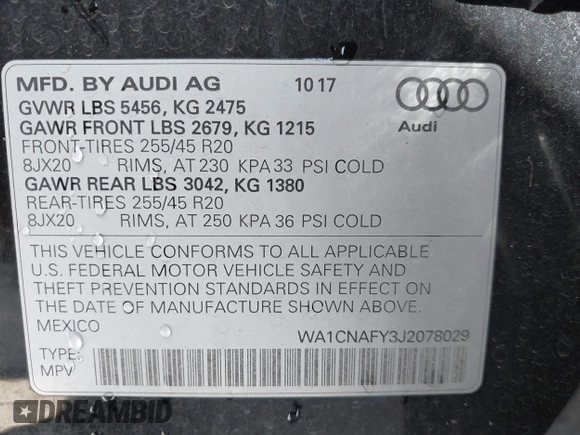 MFD. BY AUDI AG 10 17
GVWR LBS 5456, KG 2475
GAWR FRONT LBS 2679, KG 1215
FRONT-TIRES 255/45 R20
8JX20 RIMS, AT 230 KPA 33 PSI COLD
GAWR REAR LBS 3042, KG 1380
REAR-TIRES 255/45 R20
8JX20 RIMS, AT 250 KPA 36 PSI COLD
Audi
THIS VEHICLE CONFORMS TO ALL APPLICABLE
U.S. FEDERAL MOTOR VEHICLE SAFETY AND
THEFT PREVENTION STANDARDS IN EFFECT ON
THE DATE OF MANUFACTURE SHOWN ABOVE.
MEXICO WA1CNAFY3J2078029
TYPE:
MPV
DREAMBID